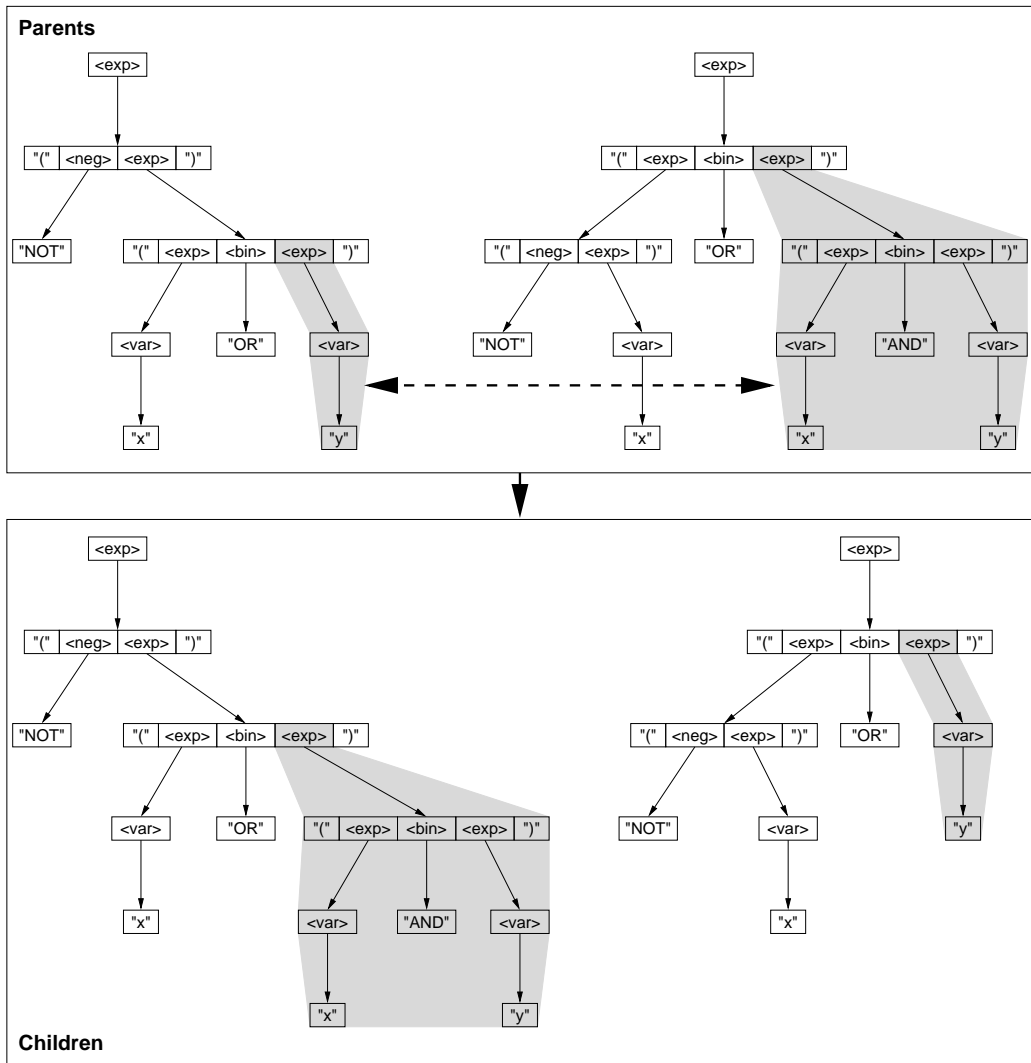 Parents
<exp> <exp>
"(" <neg> <exp> ")" "(" <exp> <bin> <exp> ")"
"NOT" "(" <exp> <bin> <exp> ")" "(" <neg> <exp> ")" "OR" "(" <exp> <bin> <exp> ")"
<var> "OR" <var> "NOT" <var> <var> "AND" <var>
"x" "y" "x" "x" "y"
<exp> <exp>
"(" <neg> <exp> ")" "(" <exp> <bin> <exp> ")"
"NOT" "(" <exp> <bin> <exp> ")" "(" <neg> <exp> ")" "OR" <var>
<var> "OR" "(" <exp> <bin> <exp> ")" "NOT" <var> "y"
"x" <var> "AND" <var> "x"
"x" "y"
Children